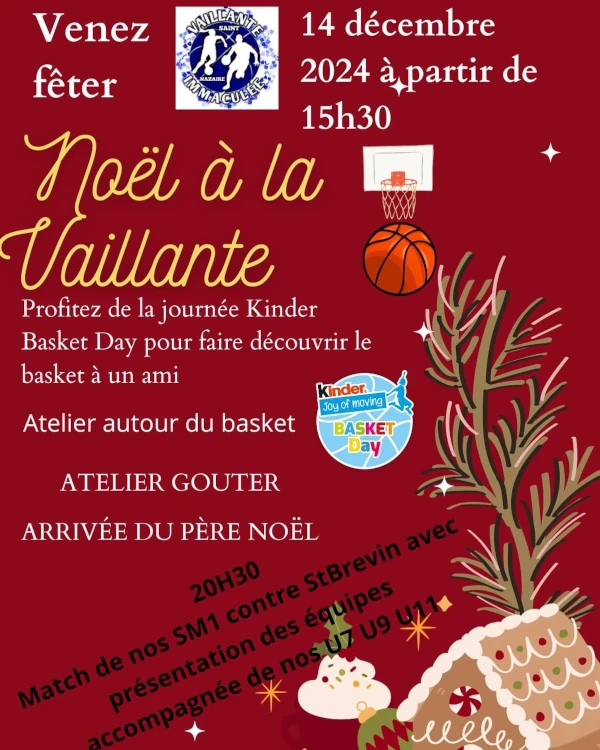 Venez
fêter
VAILLANTE
SAINT
NAZAIRE
IMMACULÉE
14 décembre
2024 à partir de
15h30
Noël à la
Vaillante
Profitez de la journée Kinder
Basket Day pour faire découvrir le
basket à un ami
Kinder
Joy of moving
BASKET
Day
Atelier autour du basket
ATELIER GOUTER
ARRIVÉE DU PÈRE NOËL
20H30
Match de nos SM1 contre StBrevin avec
présentation des équipes
accompagnée de nos U7 U9 U11